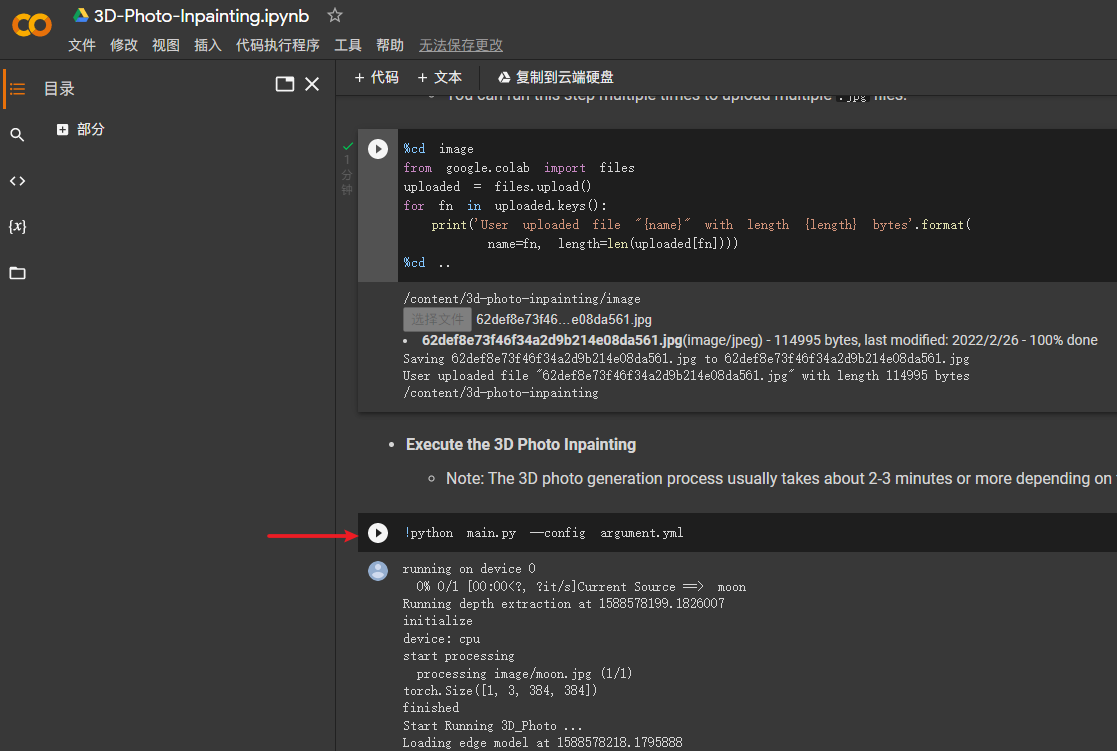 3D-Photo-Inpainting.ipynb
文件 修改 视图 插入 代码执行程序 工具 帮助 无法保存更改
目录
+ 代码 + 文本 复制到云端硬盘
部分
You can run this step multiple times to upload multiple .jpg files.
1
分
钟
%cd image
from google.colab import files
uploaded = files.upload()
for fn in uploaded.keys():
print('User uploaded file "{name}" with length {length} bytes'.format(
name=fn, length=len(uploaded[fn])))
%cd ..
/content/3d-photo-inpainting/image
选择文件 62def8e73f46...e08da561.jpg
• 62def8e73f46f34a2d9b214e08da561.jpg(image/jpeg) - 114995 bytes, last modified: 2022/2/26 - 100% done
Saving 62def8e73f46f34a2d9b214e08da561.jpg to 62def8e73f46f34a2d9b214e08da561.jpg
User uploaded file "62def8e73f46f34a2d9b214e08da561.jpg" with length 114995 bytes
/content/3d-photo-inpainting
• Execute the 3D Photo Inpainting
Note: The 3D photo generation process usually takes about 2-3 minutes or more depending on
!python main.py --config argument.yml
running on device 0
0% 0/1 [00:00<?, ?it/s]Current Source ==> moon
Running depth extraction at 1588578199.1826007
initialize
device: cpu
start processing
processing image/moon.jpg (1/1)
torch.Size([1, 3, 384, 384])
finished
Start Running 3D_Photo ...
Loading edge model at 1588578218.1795888